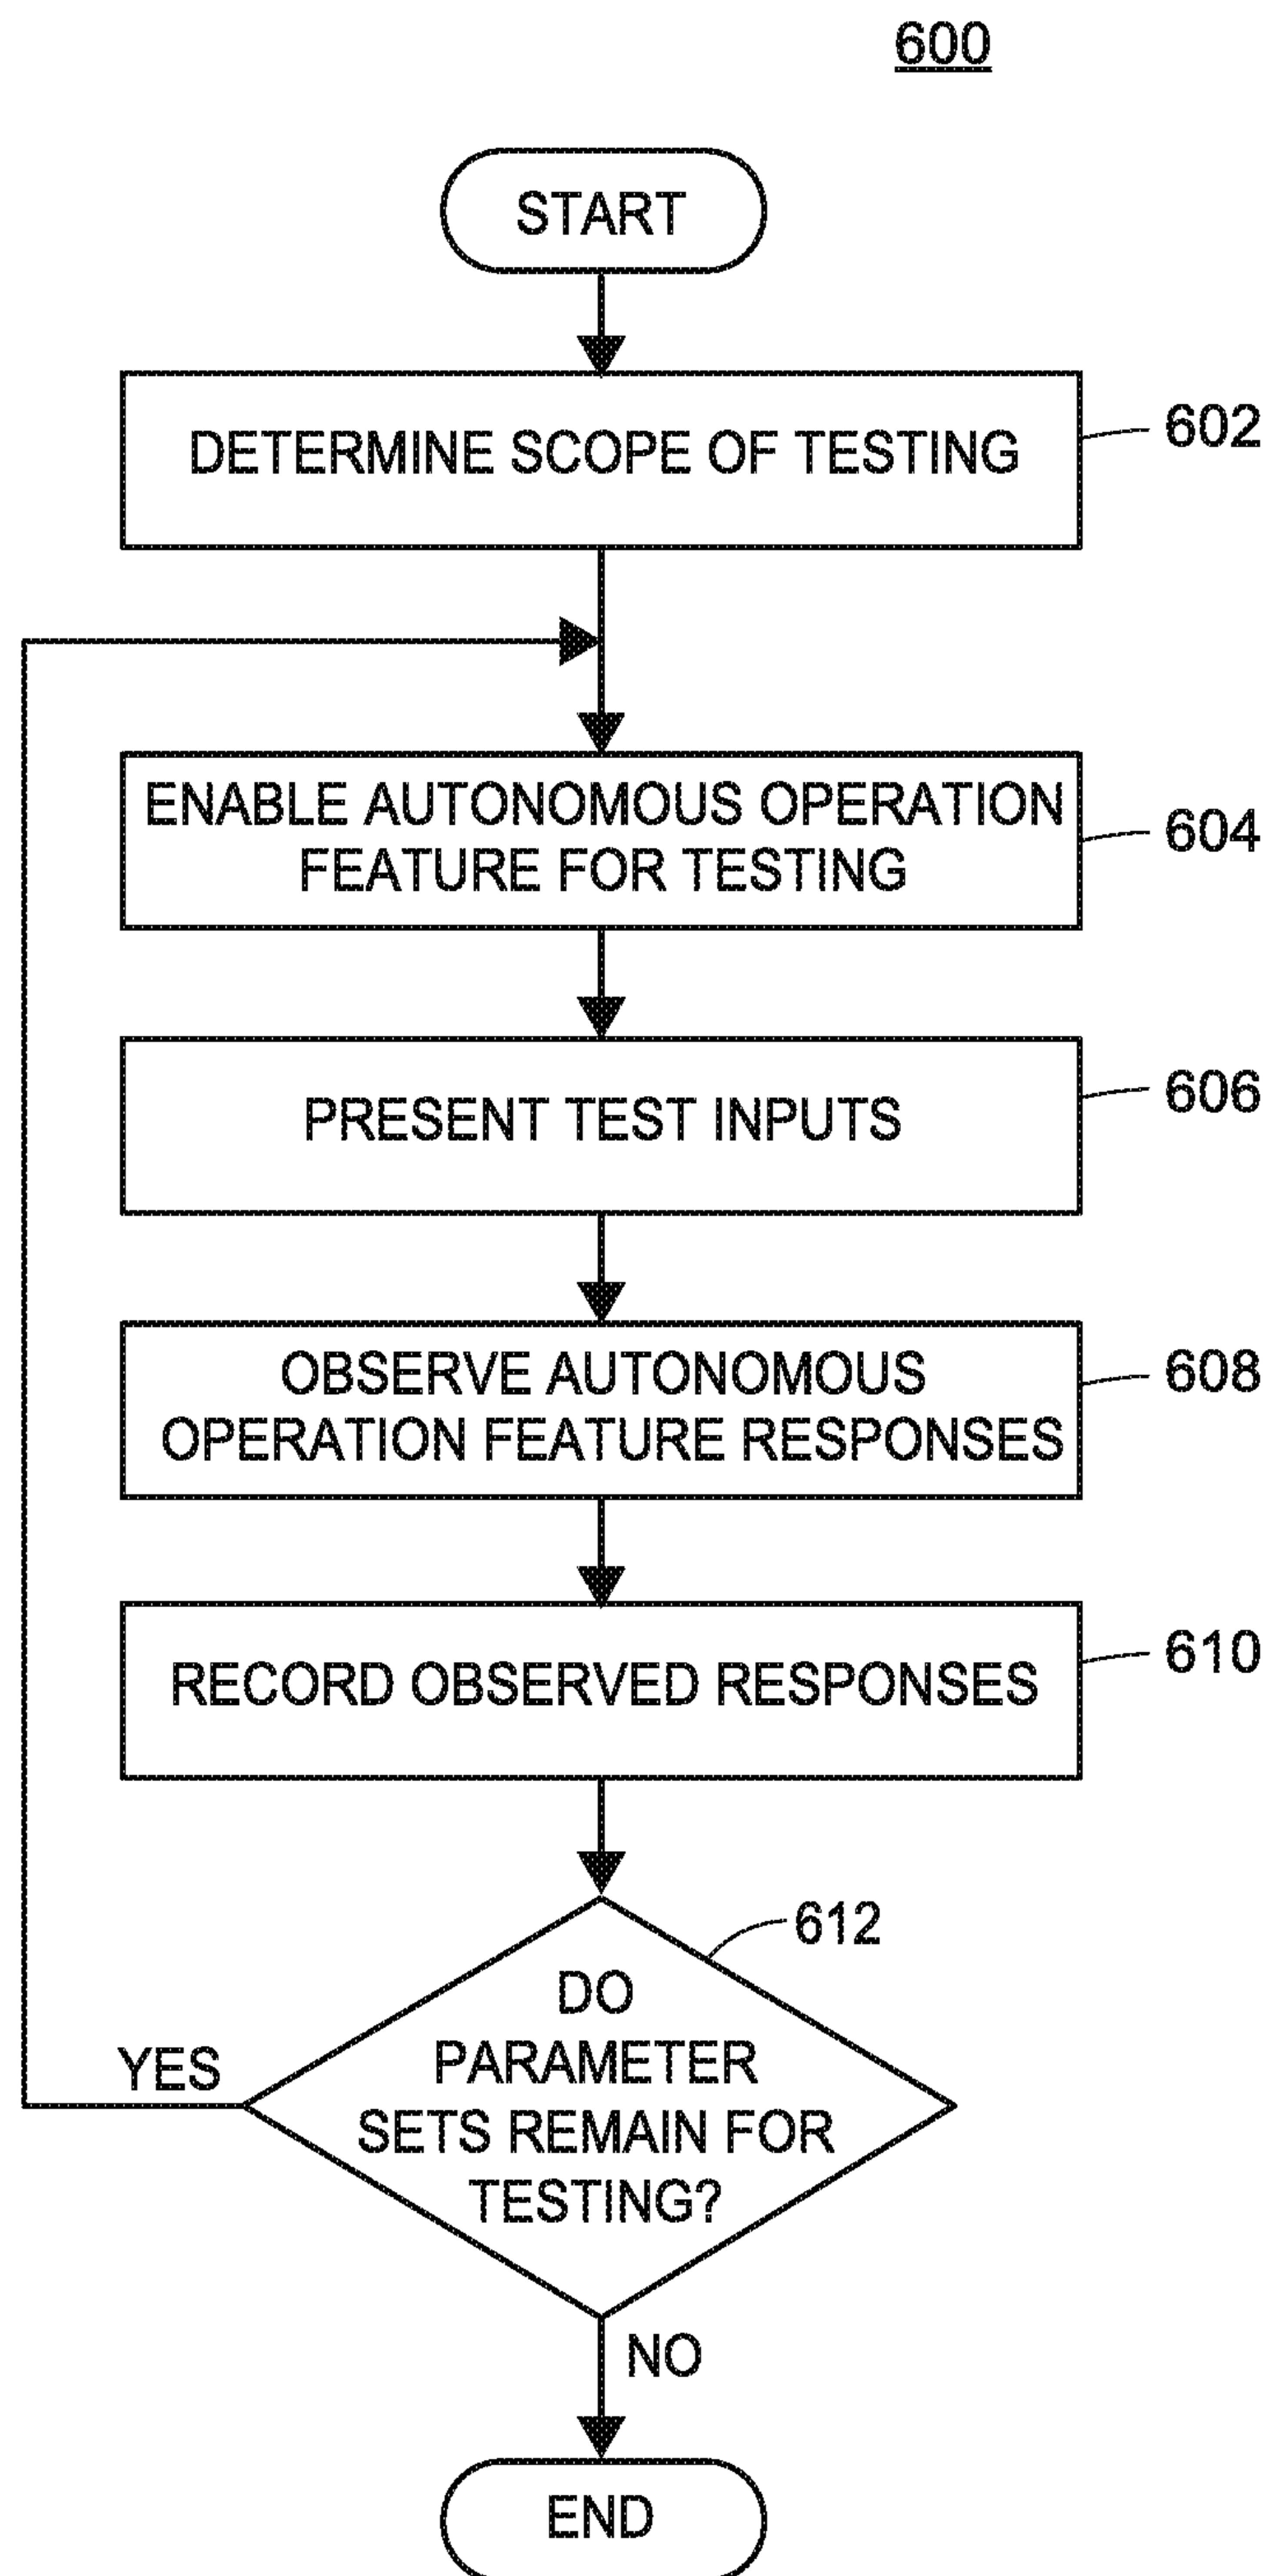 600
START
DETERMINE SCOPE OF TESTING
602
ENABLE AUTONOMOUS OPERATION
FEATURE FOR TESTING
604
PRESENT TEST INPUTS
606
OBSERVE AUTONOMOUS
OPERATION FEATURE RESPONSES
608
RECORD OBSERVED RESPONSES
610
612
DO
PARAMETER
SETS REMAIN FOR
TESTING?
YES
NO
END